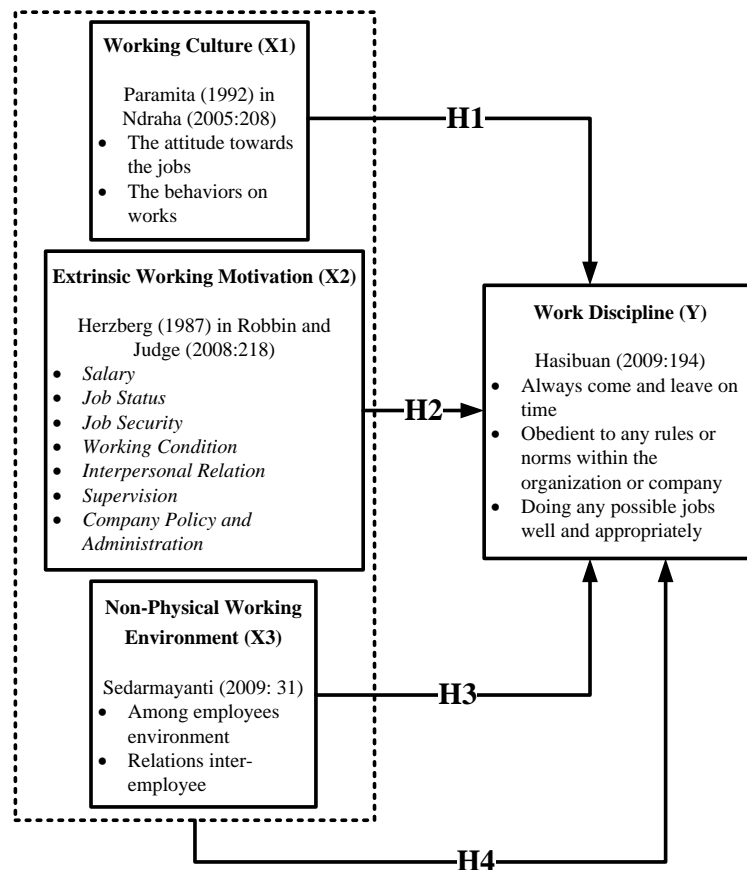 Working Culture (X1)
Paramita (1992) in
Ndraha (2005:208)
• The attitude towards
the jobs
• The behaviors on
works
H1
Extrinsic Working Motivation (X2)
Herzberg (1987) in Robbin and
Judge (2008:218)
• Salary
• Job Status
• Job Security
• Working Condition
• Interpersonal Relation
• Supervision
• Company Policy and
Administration
H2
Work Discipline (Y)
Hasibuan (2009:194)
• Always come and leave on
time
• Obedient to any rules or
norms within the
organization or company
• Doing any possible jobs
well and appropriately
Non-Physical Working
Environment (X3)
Sedarmayanti (2009: 31)
• Among employees
environment
• Relations inter-
employee
H3
H4